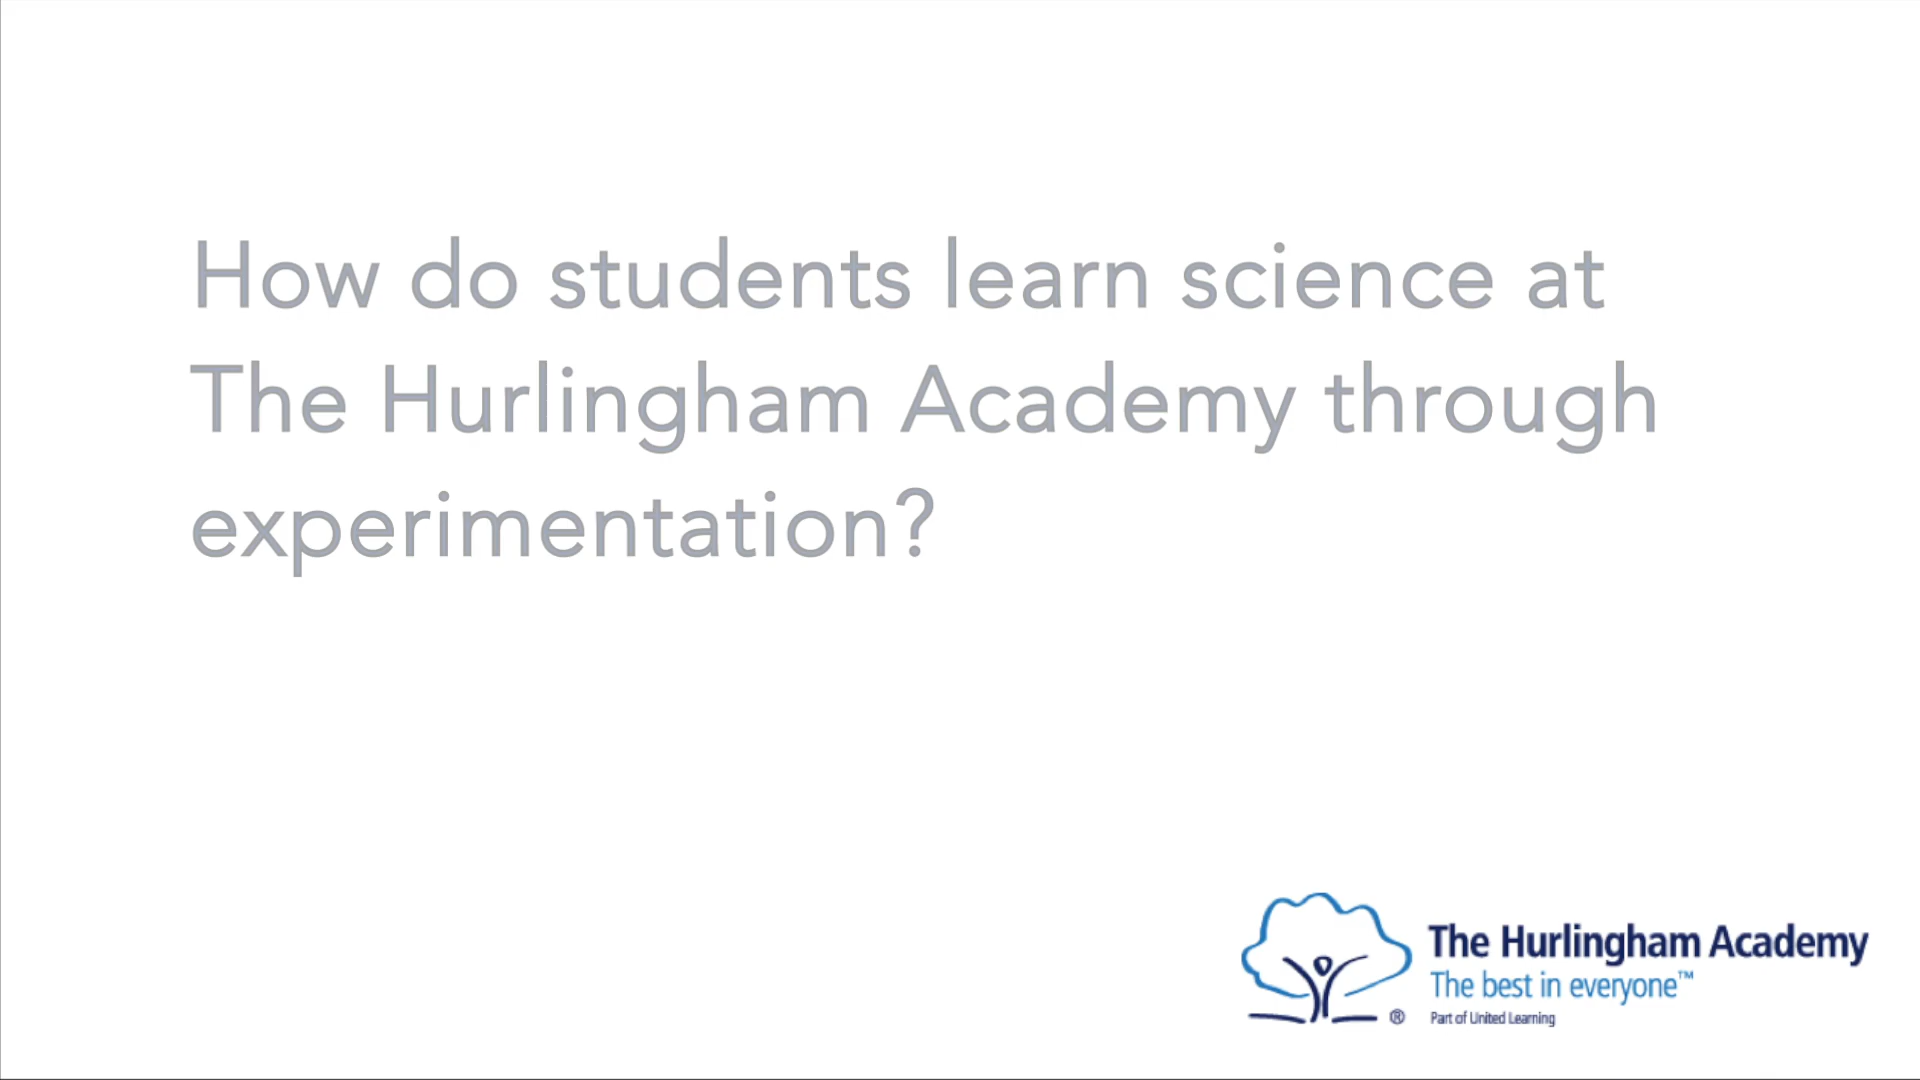 How do students learn science at
The Hurlingham Academy through
experimentation?
The Hurlingham Academy
The best in everyone™
Part of United Learning
®